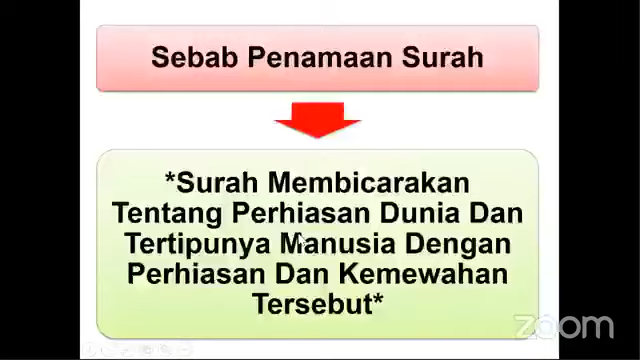 Sebab Penamaan Surah
*Surah Membicarakan
Tentang Perhiasan Dunia Dan
Tertipunya Manusia Dengan
Perhiasan Dan Kemewahan
Tersebut*
zoom